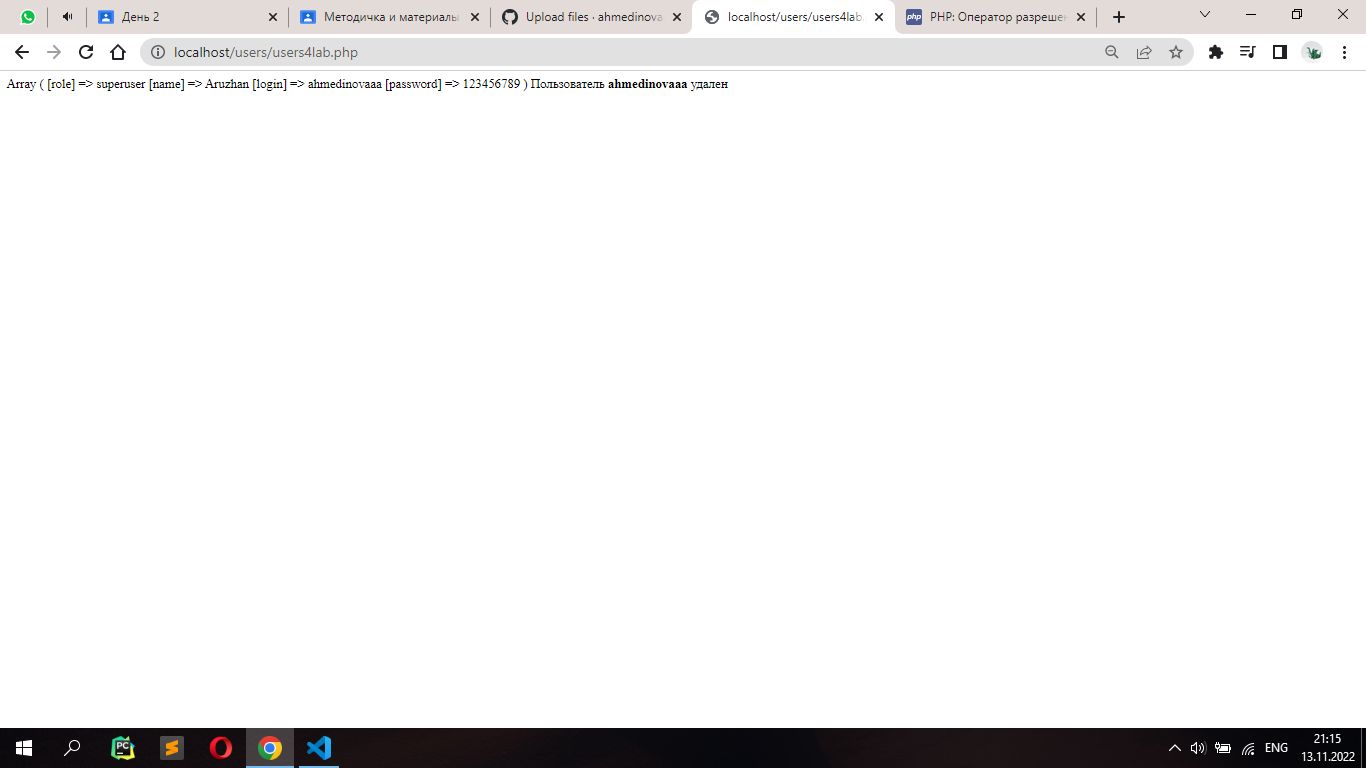 День 2
Методичка и материалы
Upload files · ahmedinova
localhost/users/users4lab.
PHP: Оператор разрешен
localhost/users/users4lab.php
Array ( [role] => superuser [name] => Aruzhan [login] => ahmedinovaaa [password] => 123456789 ) Пользователь ahmedinovaaa удален
ENG
21:15
13.11.2022